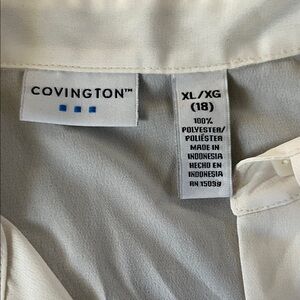 COVINGTON™
XL/XG
(18)
100%
POLYESTER/
POLIÉSTER
MADE IN
INDONESIA
HECHO EN
INDONESIA
RN 15099